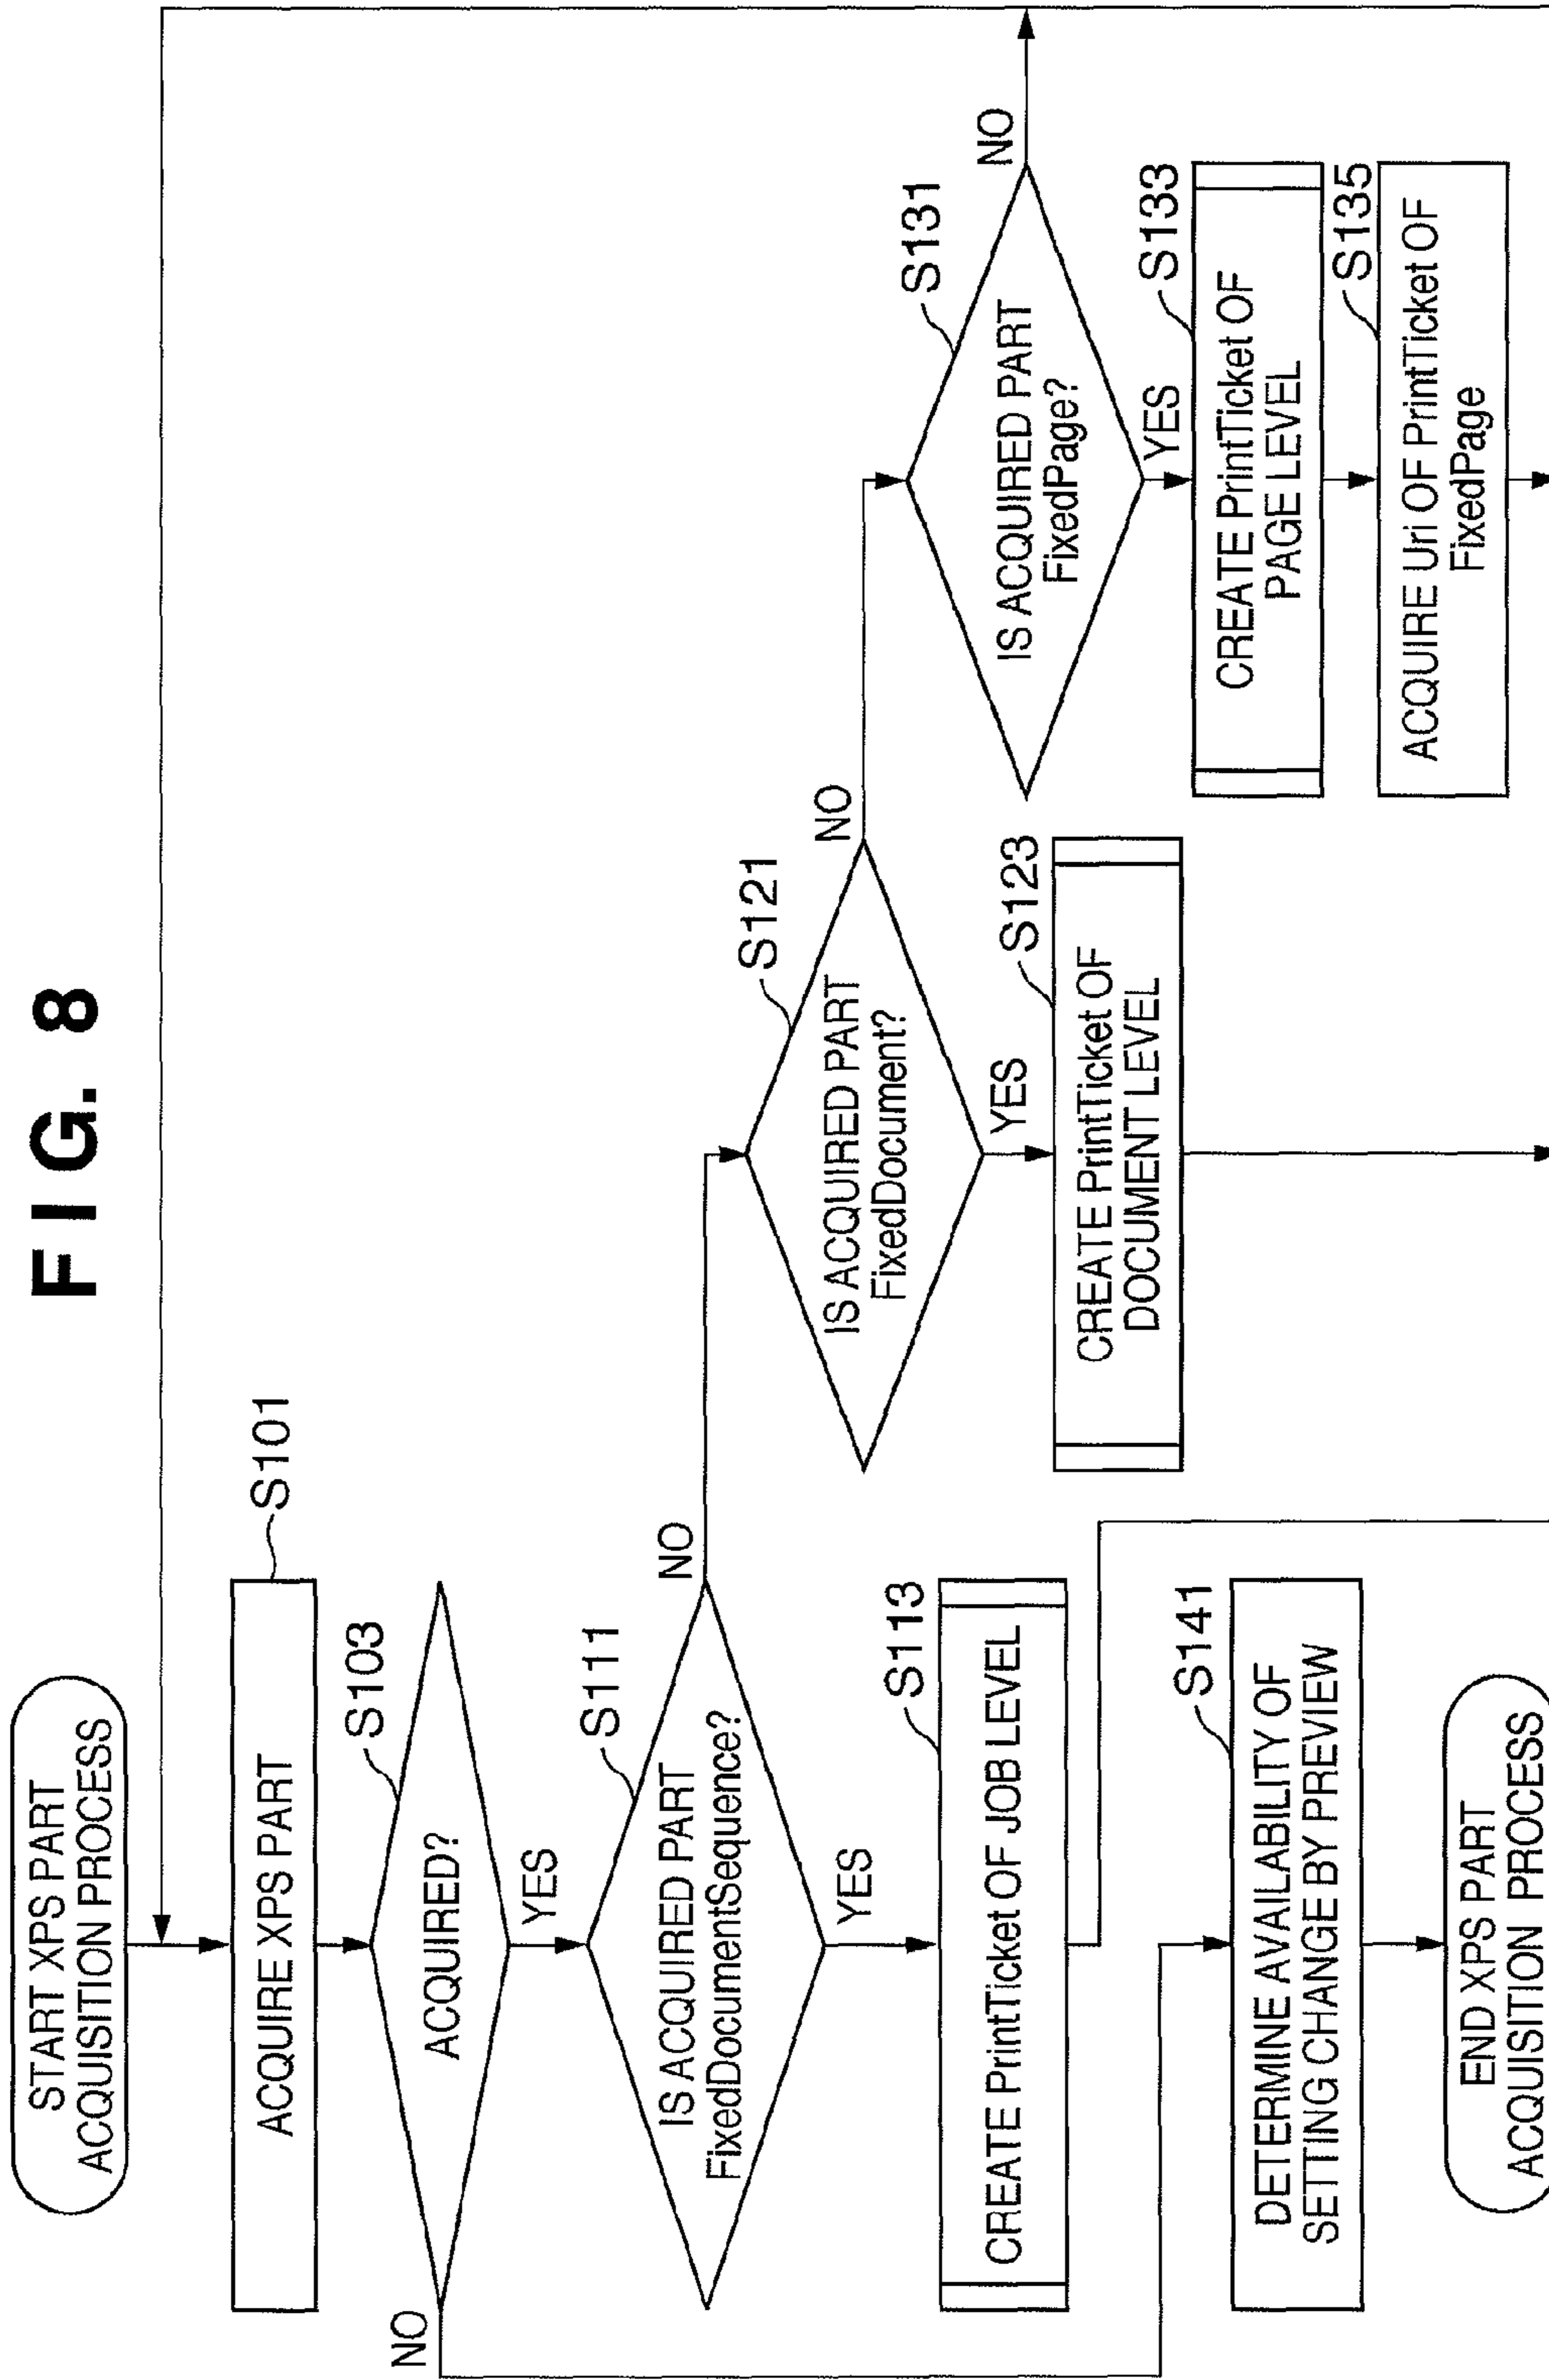 FIG. 8
START XPS PART
ACQUISITION PROCESS
ACQUIRE XPS PART
S101
ACQUIRED?
S103
NO
YES
IS ACQUIRED PART
FixedDocumentSequence?
S111
NO
YES
CREATE PrintTicket OF JOB LEVEL
S113
DETERMINE AVAILABILITY OF
SETTING CHANGE BY PREVIEW
S141
END XPS PART
ACQUISITION PROCESS
IS ACQUIRED PART
FixedDocument?
S121
NO
YES
CREATE PrintTicket OF
DOCUMENT LEVEL
S123
IS ACQUIRED PART
FixedPage?
S131
NO
YES
CREATE PrintTicket OF
PAGE LEVEL
S133
ACQUIRE Uri OF PrintTicket OF
FixedPage
S135